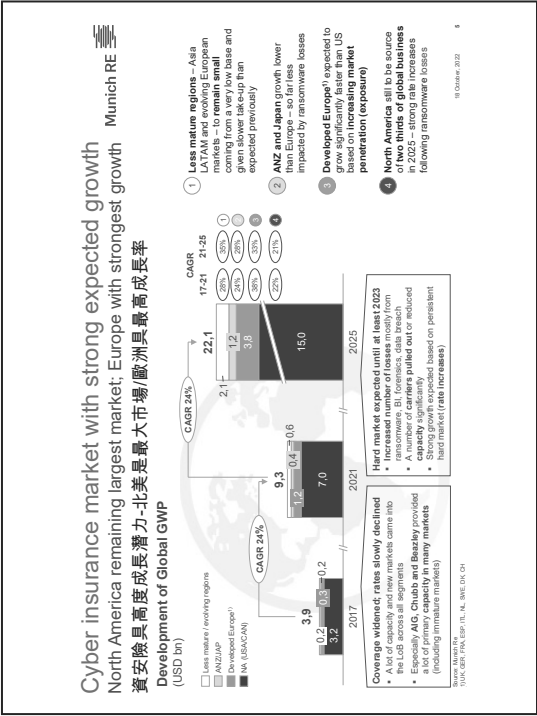 Cyber insurance market with strong expected growth
North America remaining largest market; Europe with strongest growth
資安險具高度成長潛力-北美是最大市場/歐洲具最高成長率
Munich RE
Development of Global GWP
(USD bn)
Less mature / evolving regions
ANZ/JAP
Developed Europe¹⁾
NA (USA/CAN)
CAGR 24%
CAGR 24%
3,9
0,2
0,2
0,3
3,2
2017
9,3
0,6
0,4
1,2
7,0
2021
22,1
2,1
1,2
3,8
15,0
2025
CAGR
17-21 21-25
28% 35% 1
24% 28% 2
38% 33% 3
22% 21% 4
1 Less mature regions – Asia
LATAM and evolving European
markets – to remain small
coming from a very low base and
given slower take-up than
expected previously
2 ANZ and Japan growth lower
than Europe – so far less
impacted by ransomware losses
3 Developed Europe¹⁾ expected to
grow significantly faster than US
based on increasing market
penetration (exposure)
4 North America still to be source
of two thirds of global business
in 2025 – strong rate increases
following ransomware losses
Coverage widened; rates slowly declined
• A lot of capacity and new markets came into
the LoB across all segments
• Especially AIG, Chubb and Beazley provided
a lot of primary capacity in many markets
(including immature markets)
Hard market expected until at least 2023
• Increased number of losses mostly from
ransomware, BI, forensics, data breach
• A number of carriers pulled out or reduced
capacity significantly
• Strong growth expected based on persistent
hard market (rate increases)
Source: Munich Re
1) UK, GER, FRA, ESP, ITL, NL, SWE, DK, CH
18 October, 2022 5